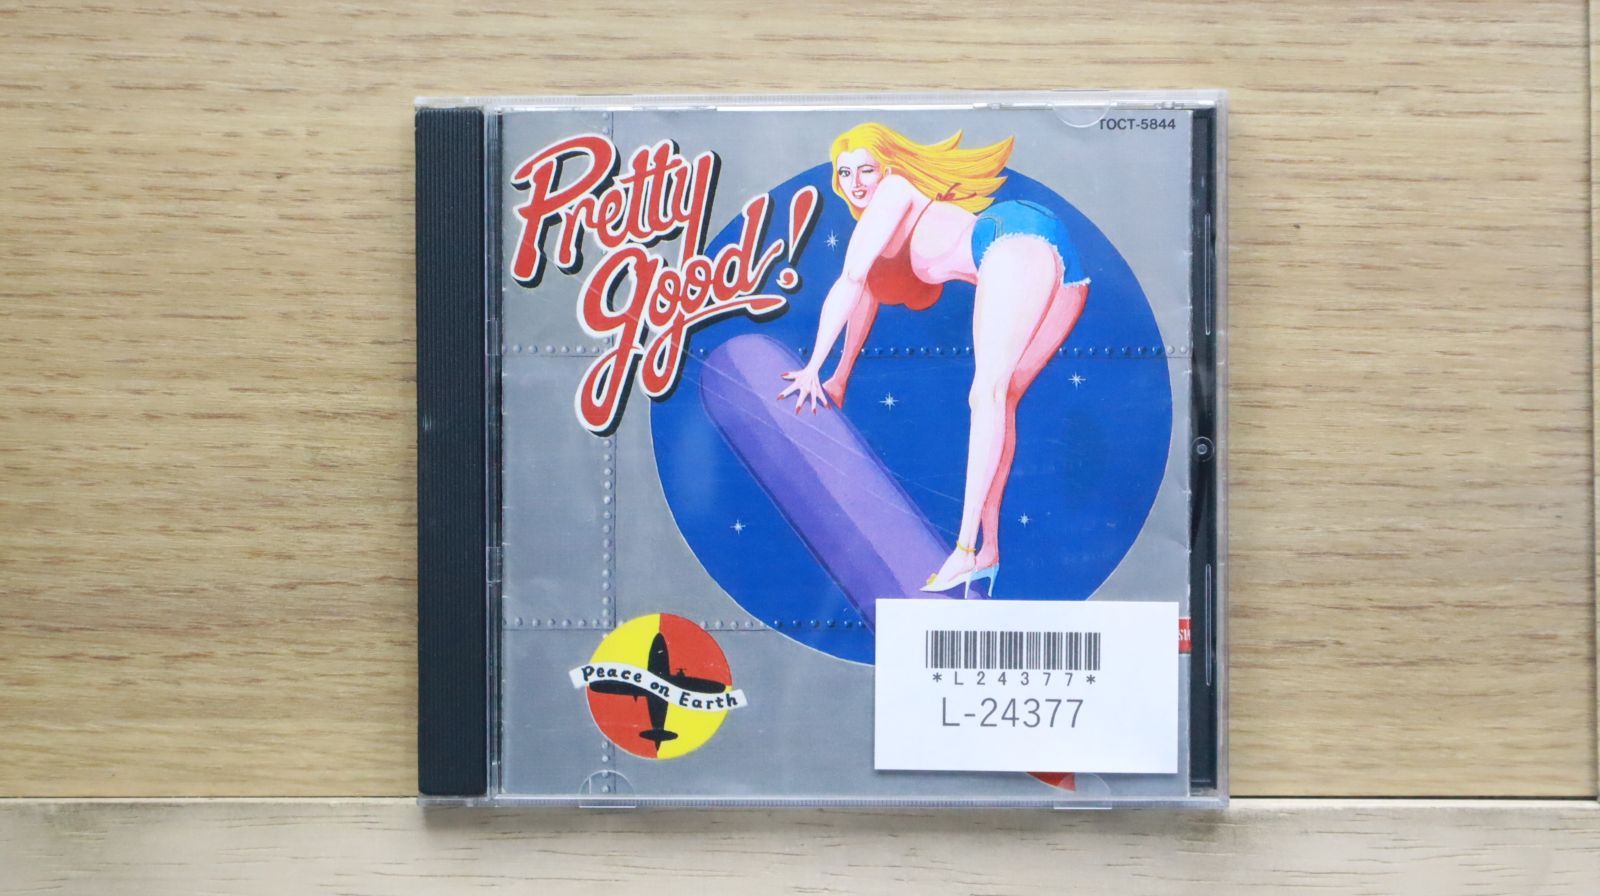 TOCT-5844
Pretty
good!
Peace on Earth
*L24377*
L-24377